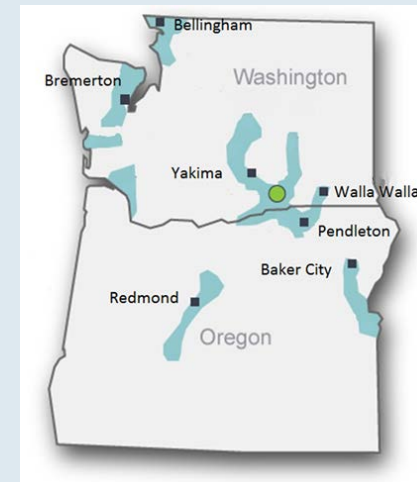 Bellingham
Washington
Bremerton
Yakima
Walla Walla
Pendleton
Baker City
Redmond
Oregon